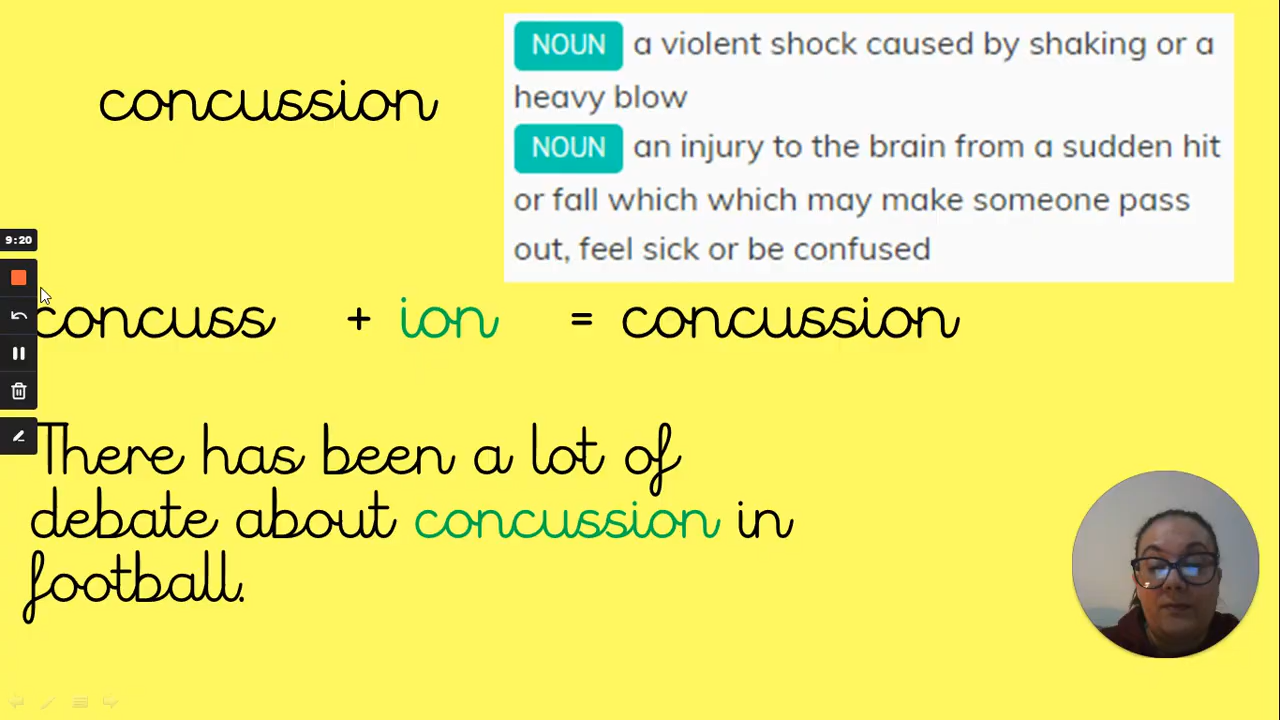 concussion
NOUN a violent shock caused by shaking or a
heavy blow
NOUN an injury to the brain from a sudden hit
or fall which which may make someone pass
out, feel sick or be confused
9:20
concuss + ion = concussion
There has been a lot of
debate about concussion in
football.